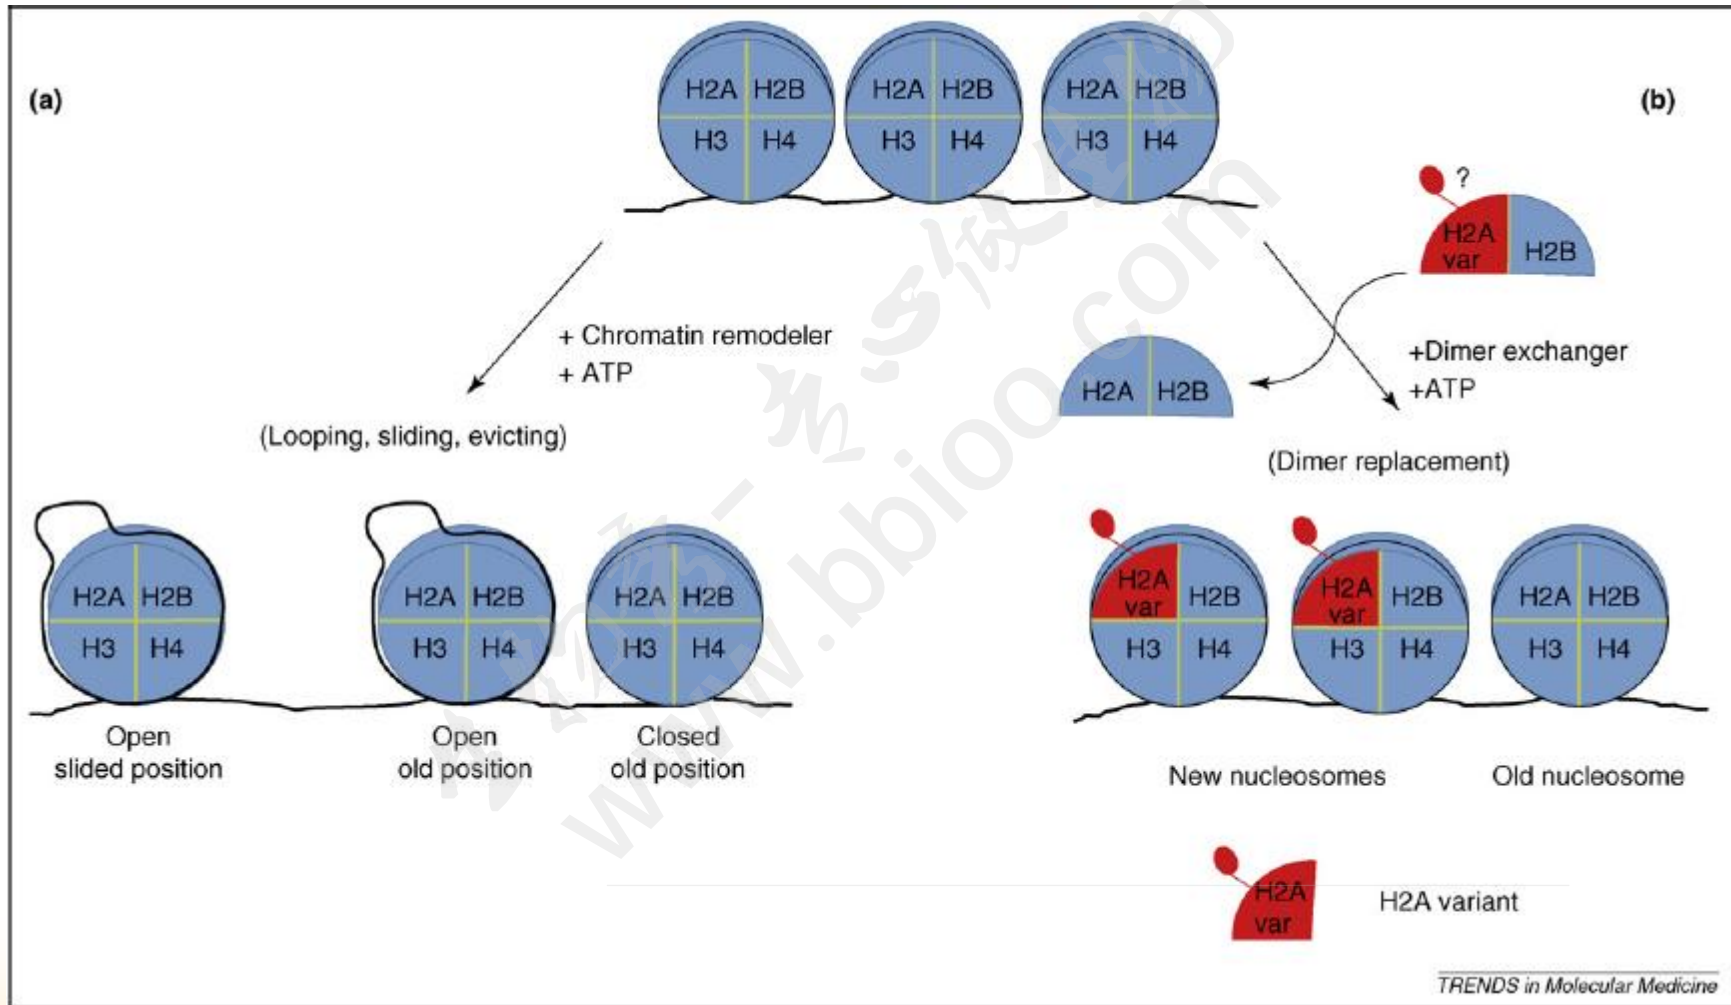 (a)
(b)
H2A H2B
H3 H4
H2A H2B
H3 H4
H2A H2B
H3 H4
?
H2A
var
H2B
+ Chromatin remodeler
+ ATP
H2A H2B
+Dimer exchanger
+ATP
(Looping, sliding, evicting)
(Dimer replacement)
H2A H2B
H3 H4
H2A H2B
H3 H4
H2A H2B
H3 H4
H2A
var
H2B
H3 H4
H2A
var
H2B
H3 H4
H2A H2B
H3 H4
Open
slided position
Open
old position
Closed
old position
New nucleosomes
Old nucleosome
H2A
var
H2A variant
TRENDS in Molecular Medicine
www.bbioo.com